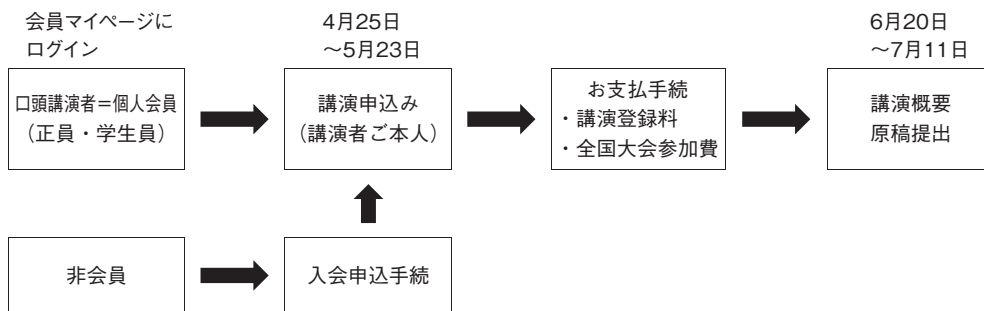 会員マイページに
ログイン
4月25日
～5月23日
6月20日
～7月11日
口頭講演者＝個人会員
（正員・学生員）
講演申込み
（講演者ご本人）
お支払手続
・講演登録料
・全国大会参加費
講演概要
原稿提出
非会員
入会申込手続